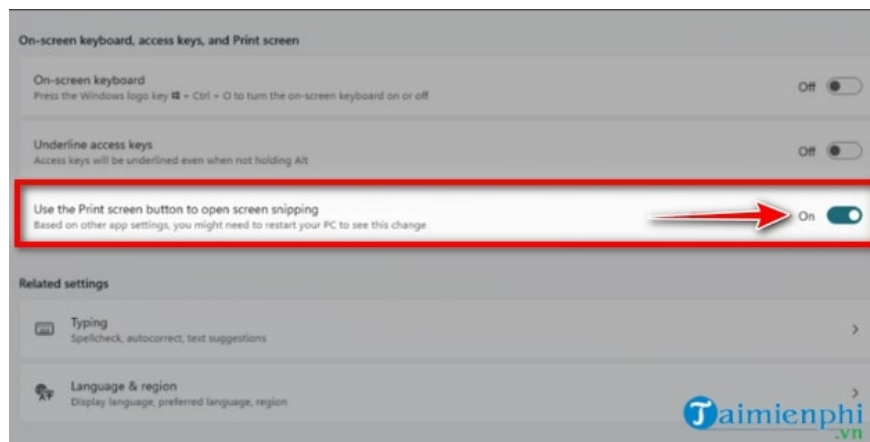 On-screen keyboard, access keys, and Print screen
On-screen keyboard
Press the Windows logo key + Ctrl + O to turn the on-screen keyboard on or off
Off
Underline access keys
Access keys will be underlined even when not holding Alt
Off
Use the Print screen button to open screen snipping
Based on other app settings, you might need to restart your PC to see this change
On
Related settings
Typing
Spellcheck, autocorrect, text suggestions
Language & region
Display language, preferred language, region
Taimienphi
.vn